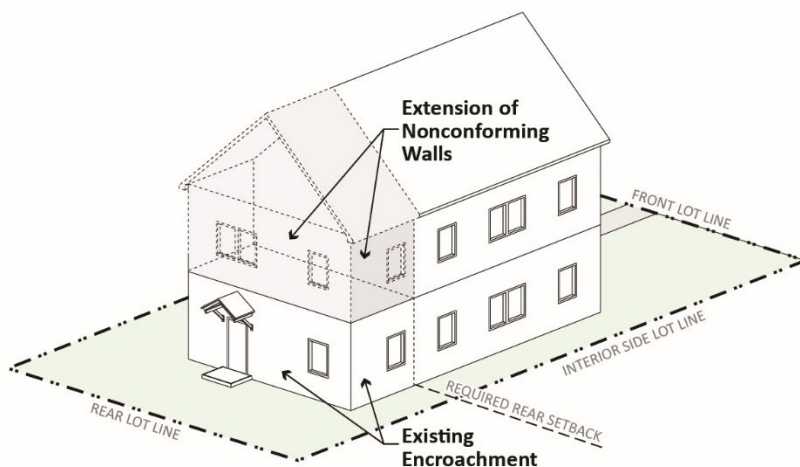 Extension of
Nonconforming
Walls
FRONT LOT LINE
INTERIOR SIDE LOT LINE
REQUIRED REAR SETBACK
REAR LOT LINE
Existing
Encroachment